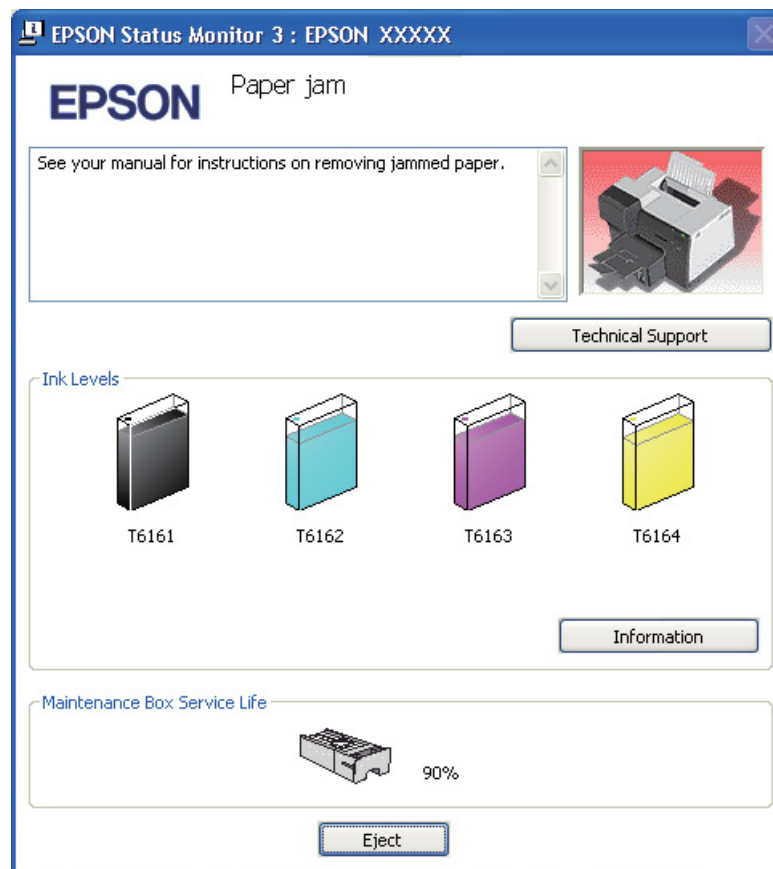 EPSON Status Monitor 3 : EPSON XXXXX
EPSON
Paper jam
See your manual for instructions on removing jammed paper.
Technical Support
Ink Levels
T6161
T6162
T6163
T6164
Information
Maintenance Box Service Life
90%
Eject